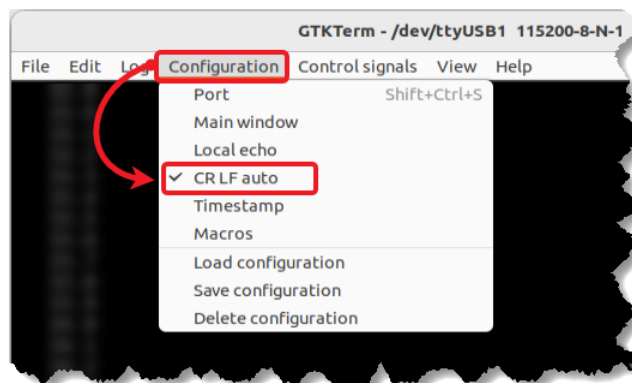 GTKTerm - /dev/ttyUSB1 115200-8-N-1
File Edit Log Configuration Control signals View Help
Port Shift+Ctrl+S
Main window
Local echo
CR LF auto
Timestamp
Macros
Load configuration
Save configuration
Delete configuration